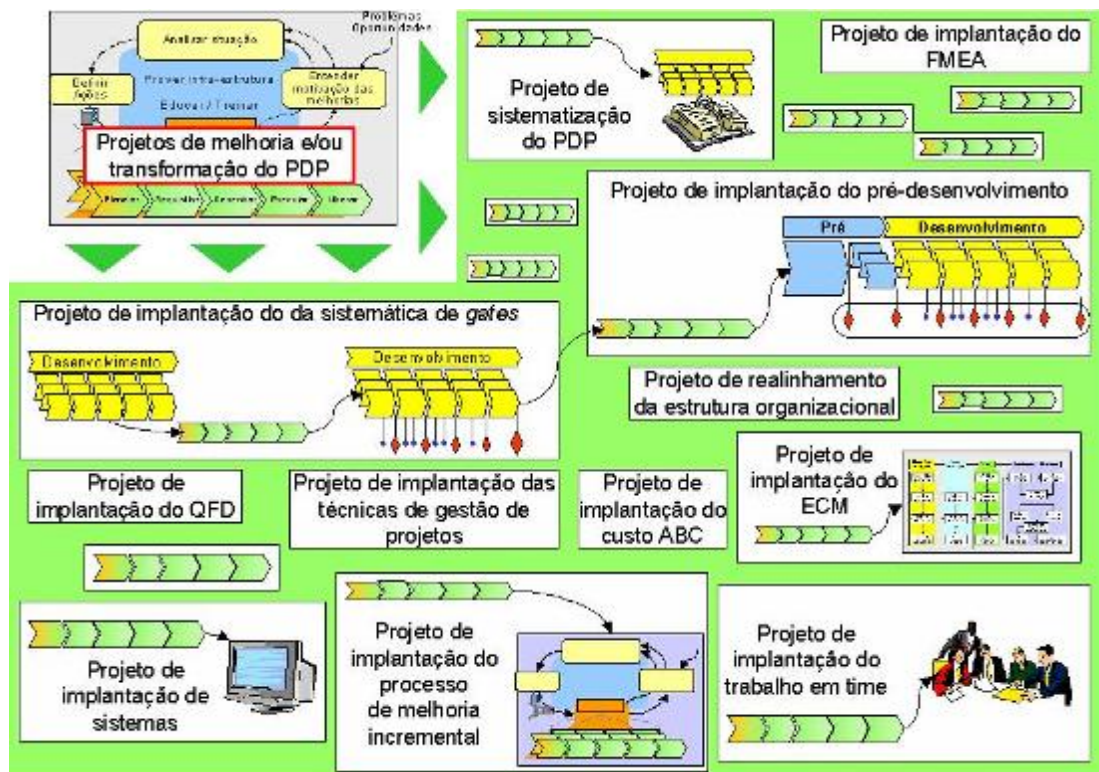 Problemas
Oportunidades
Analisar situação
Definir
Ações
Prover infra-estrutura
Educar / Treinar
Entender
motivação das
melhorias
Projetos de melhoria e/ou
transformação do PDP
Projeto de
sistematização
do PDP
Projeto de implantação do
FMEA
Projeto de implantação do pré-desenvolvimento
Pré
Desenvolvimento
Projeto de implantação do da sistemática de gafes
Desenvolvimento
Desenvolvimento
Projeto de realinhamento
da estrutura organizacional
Projeto de
implantação do QFD
Projeto de implantação das
técnicas de gestão de
projetos
Projeto de
implantação do
custo ABC
Projeto de
implantação do
ECM
Projeto de
implantação de
sistemas
Projeto de
implantação do
processo
de melhoria
incremental
Projeto de
implantação do
trabalho em time